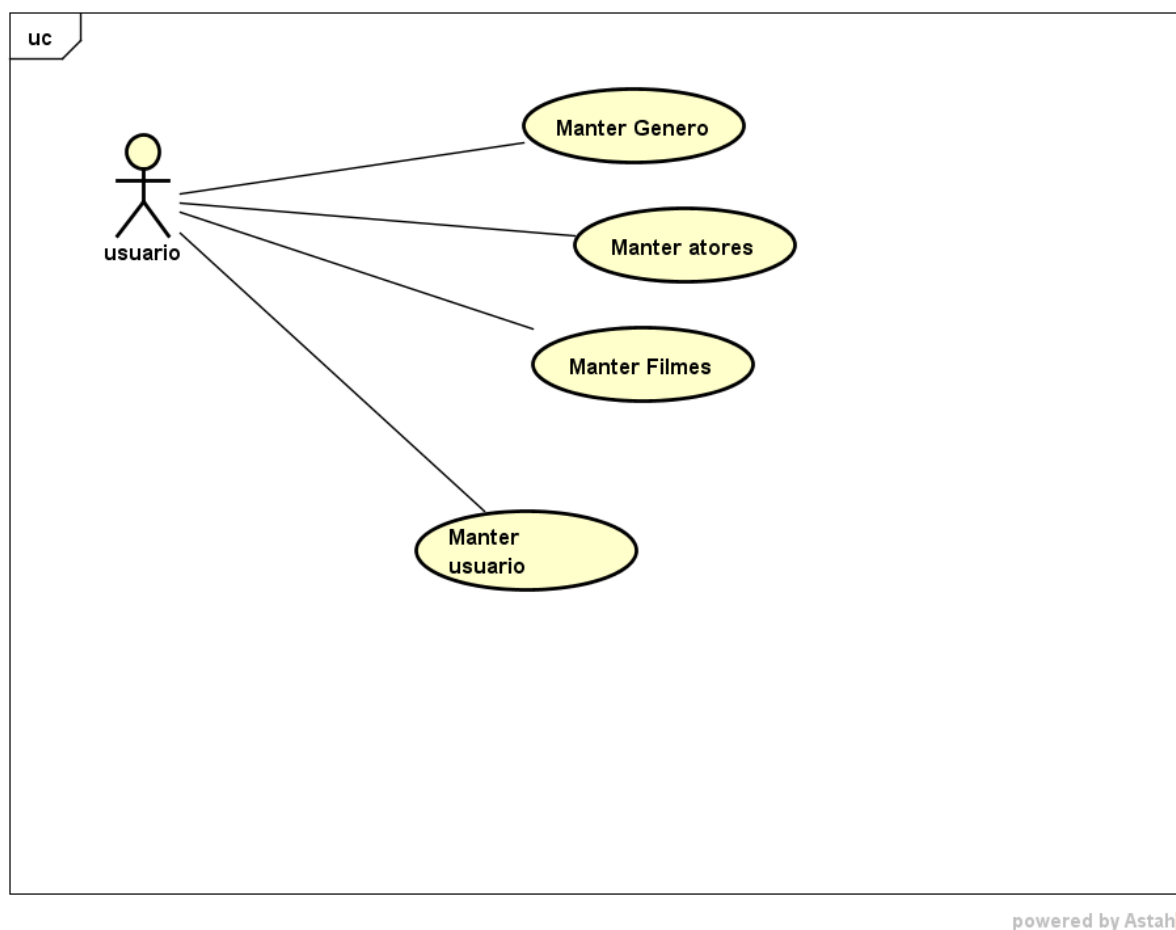 uc
Manter Genero
Manter atores
usuario
Manter Filmes
Manter
usuario
powered by Astah